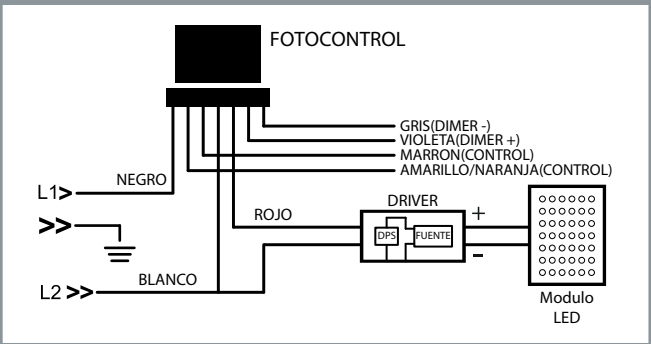 FOTOCONTROL
GRIS(DIMER -)
VIOLETA(DIMER +)
MARRON(CONTROL)
AMARILLO/NARANJA(CONTROL)
NEGRO
L1>
>>
ROJO
DRIVER
DPS
FUENTE
+
-
BLANCO
L2 >>
Modulo
LED